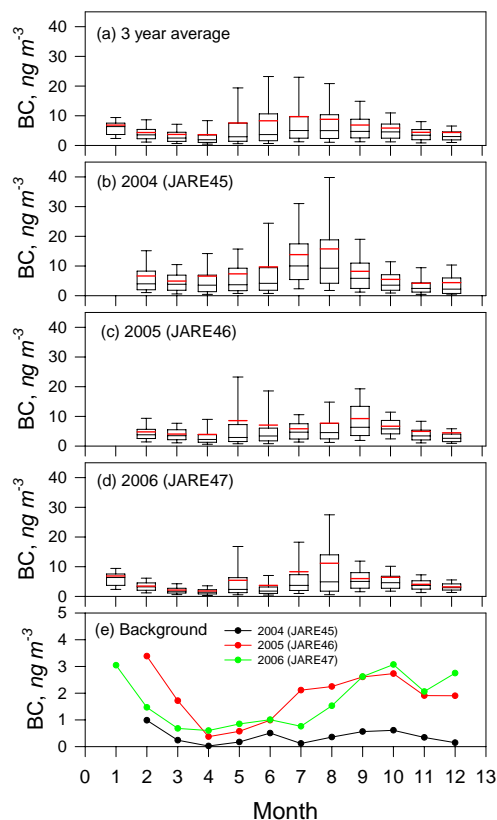 (a) 3 year average
BC, ng m⁻³
40
30
20
10
0
(b) 2004 (JARE45)
BC, ng m⁻³
40
30
20
10
0
(c) 2005 (JARE46)
BC, ng m⁻³
40
30
20
10
0
(d) 2006 (JARE47)
BC, ng m⁻³
40
30
20
10
0
(e) Background
2004 (JARE45)
2005 (JARE46)
2006 (JARE47)
BC, ng m⁻³
5
4
3
2
1
0
0 1 2 3 4 5 6 7 8 9 10 11 12 13
Month